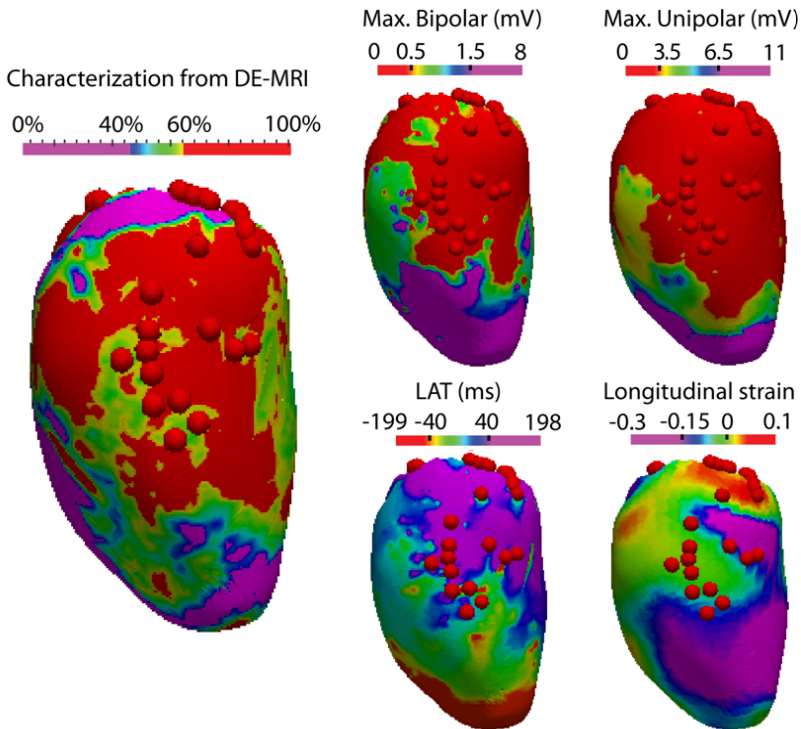 Max. Bipolar (mV)
0 0.5 1.5 8
Max. Unipolar (mV)
0 3.5 6.5 11
Characterization from DE-MRI
0% 40% 60% 100%
LAT (ms)
-199 -40 40 198
Longitudinal strain
-0.3 -0.15 0 0.1